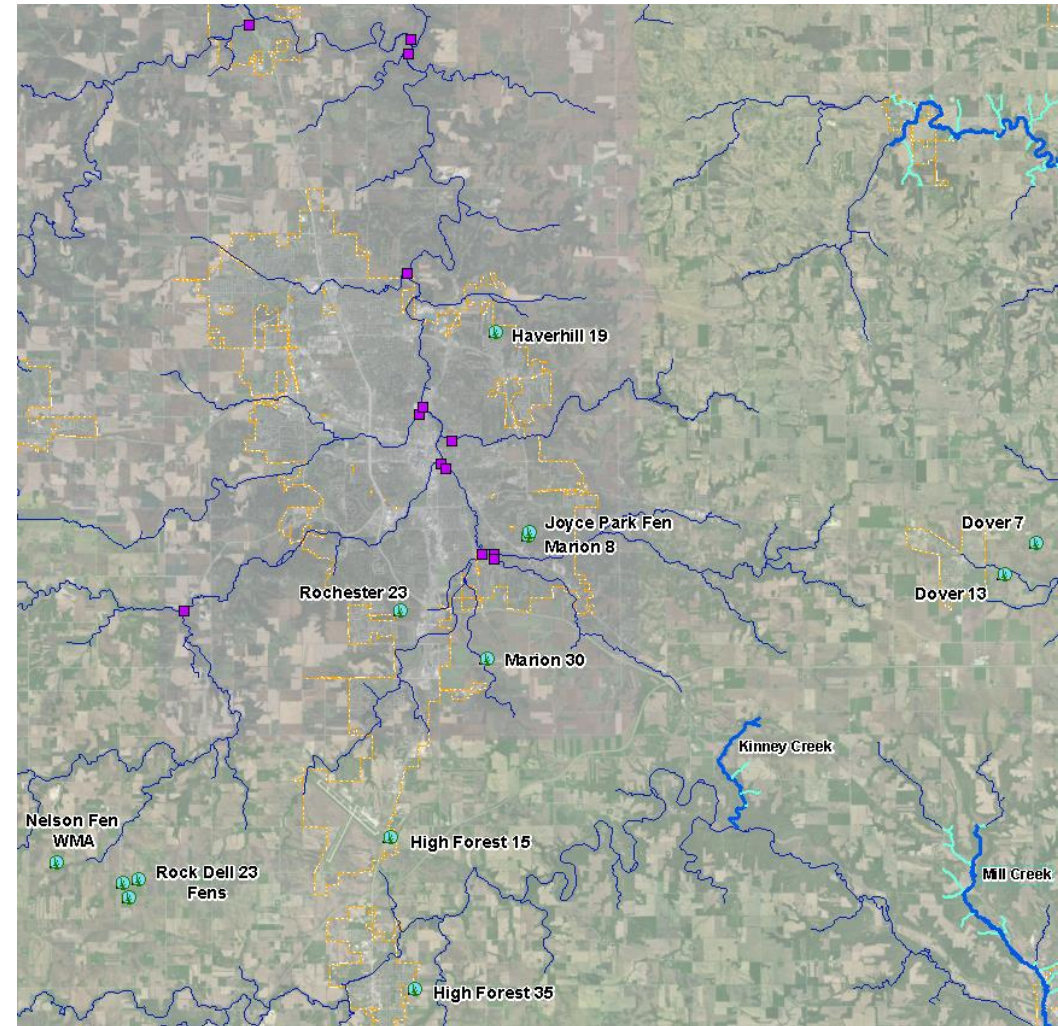 Haverhill 19
Joyce Park Fen
Marion 8
Dover 7
Dover 13
Rochester 23
Marion 30
Kinney Creek
Nelson Fen
WMA
High Forest 15
Rock Dell 23
Fens
Mill Creek
High Forest 35